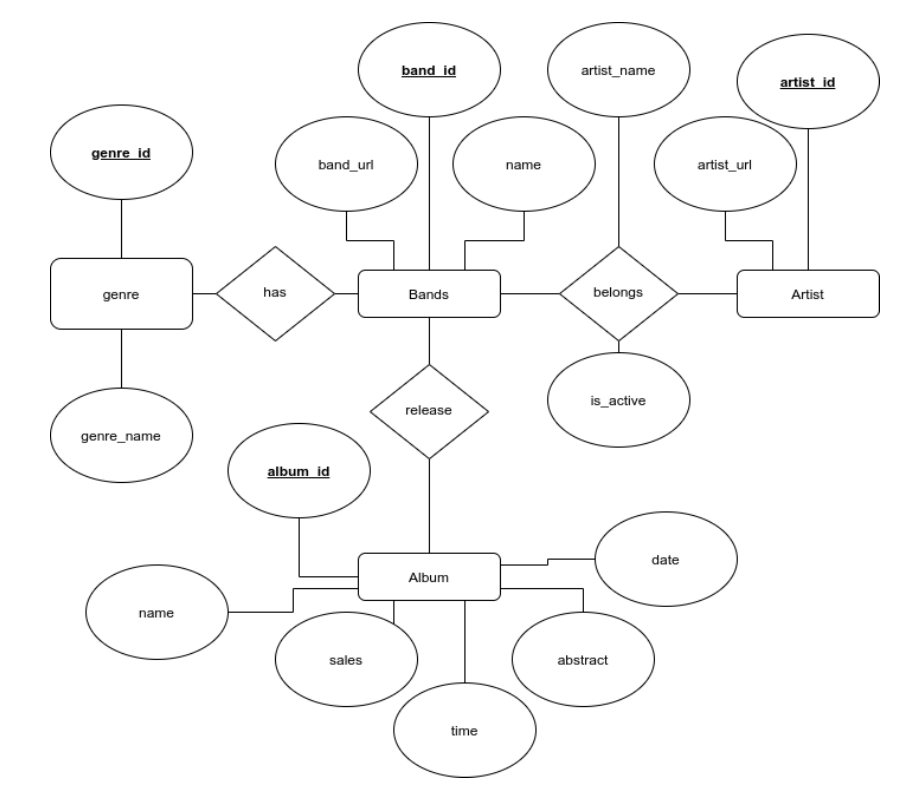 band_id
artist_name
artist_id
genre_id
band_url
name
artist_url
genre
has
Bands
belongs
Artist
is_active
release
genre_name
album_id
date
Album
name
sales
abstract
time